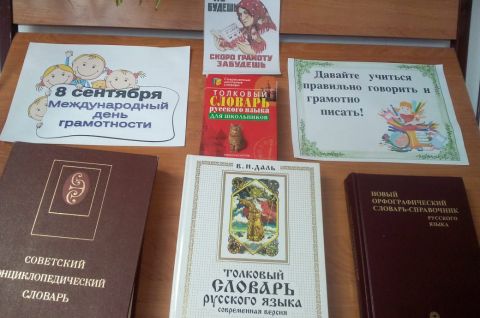 НЕ
БУДЕШЬ
СКОРО ГРАМОТУ
ЗАБУДЕШЬ
8 сентября
Международный
день
грамотности
ТОЛКОВЫЙ
СЛОВАРЬ
русского языка
ДЛЯ ШКОЛЬНИКОВ
Давайте учиться
правильно говорить и
грамотно
писать!
СОВЕТСКИЙ
ЭНЦИКЛОПЕДИЧЕСКИЙ
СЛОВАРЬ
В. И. ДАЛЬ
ТОЛКОВЫЙ
СЛОВАРЬ
русского языка
СОВРЕМЕННАЯ ВЕРСИЯ
НОВЫЙ
ОРФОГРАФИЧЕСКИЙ
СЛОВАРЬ-СПРАВОЧНИК
РУССКОГО
ЯЗЫКА